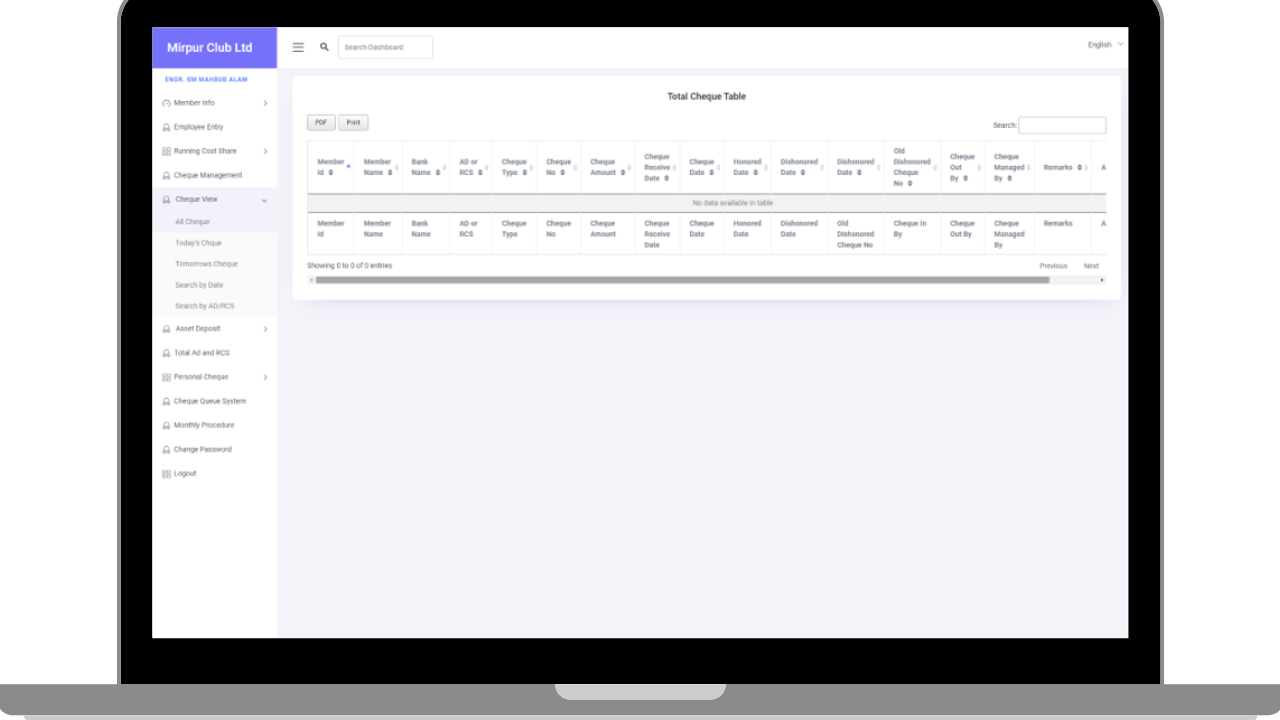 Mirpur Club Ltd
Search Dashboard
English
ENGR. SM MAHBUB ALAM
Member info
Employee Entry
Running Cost Share
Cheque Management
Cheque View
All Cheque
Today's Chque
Tomorrows Cheque
Search by Date
Search by AD/RCS
Asset Deposit
Total Ad and RCS
Personal Cheque
Cheque Queue System
Monthly Procedure
Change Password
Logout
Total Cheque Table
PDF Print
Search:
Member Id
Member Name
Bank Name
AD or RCS
Cheque Type
Cheque No
Cheque Amount
Cheque Receive Date
Cheque Date
Honored Date
Dishonored Date
Dishonored Date
Old Dishonored Cheque No
Cheque Out By
Cheque Managed By
Remarks
A
No data available in table
Member Id
Member Name
Bank Name
AD or RCS
Cheque Type
Cheque No
Cheque Amount
Cheque Receive Date
Cheque Date
Honored Date
Dishonored Date
Old Dishonored Cheque No
Cheque In By
Cheque Out By
Cheque Managed By
Remarks
A
Showing 0 to 0 of 0 entries
Previous Next